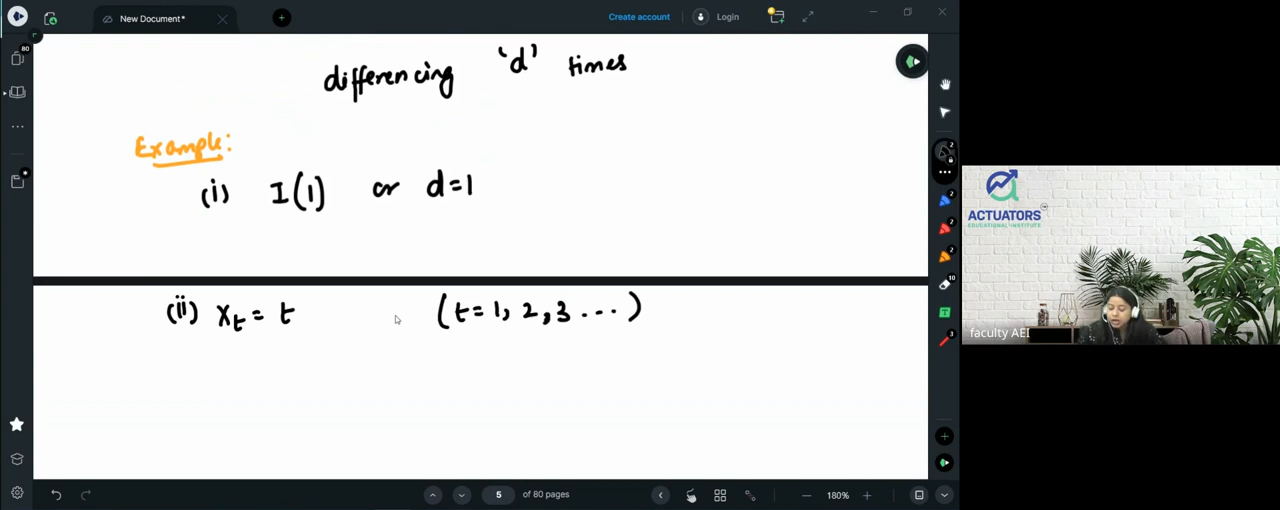 New Document*
Create account
Login
80
differencing 'd' times
Example:
(i) I(1) or d=1
(ii) Xt = t (t = 1, 2, 3 ...)
ACTUATORS
EDUCATIONAL INSTITUTE
faculty AEI
5 of 80 pages
180%